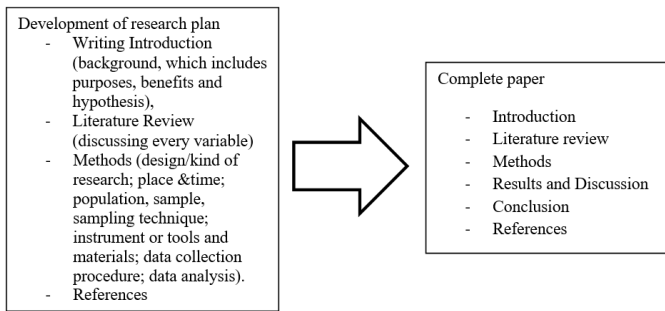 Development of research plan
- Writing Introduction
(background, which includes
purposes, benefits and
hypothesis),
- Literature Review
(discussing every variable)
- Methods (design/kind of
research; place &time;
population, sample,
sampling technique;
instrument or tools and
materials; data collection
procedure; data analysis).
- References
Complete paper
- Introduction
- Literature review
- Methods
- Results and Discussion
- Conclusion
- References